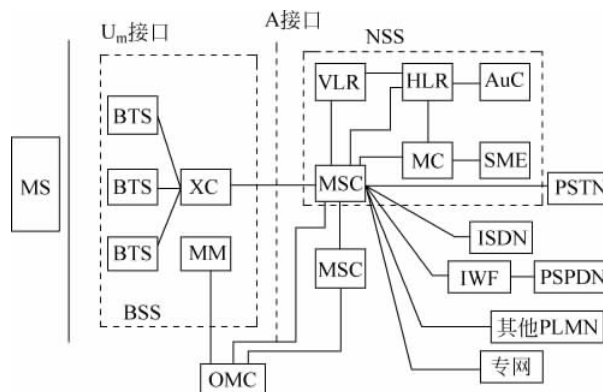 A接口
Um接口
NSS
VLR
HLR
AuC
BTS
MC
SME
MS
BTS
XC
MSC
PSTN
ISDN
BTS
MM
MSC
IWF
PSPDN
BSS
其他PLMN
OMC
专网